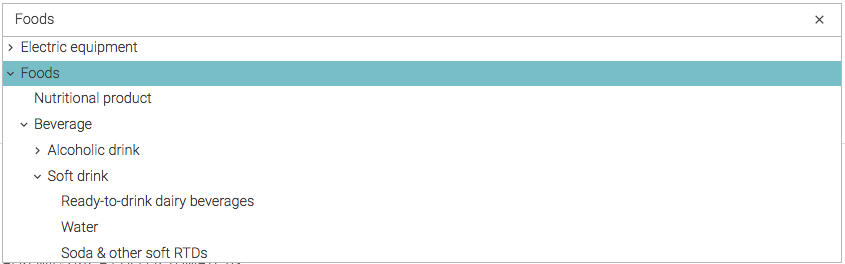 Foods
Electric equipment
Foods
Nutritional product
Beverage
Alcoholic drink
Soft drink
Ready-to-drink dairy beverages
Water
Soda & other soft RTDs